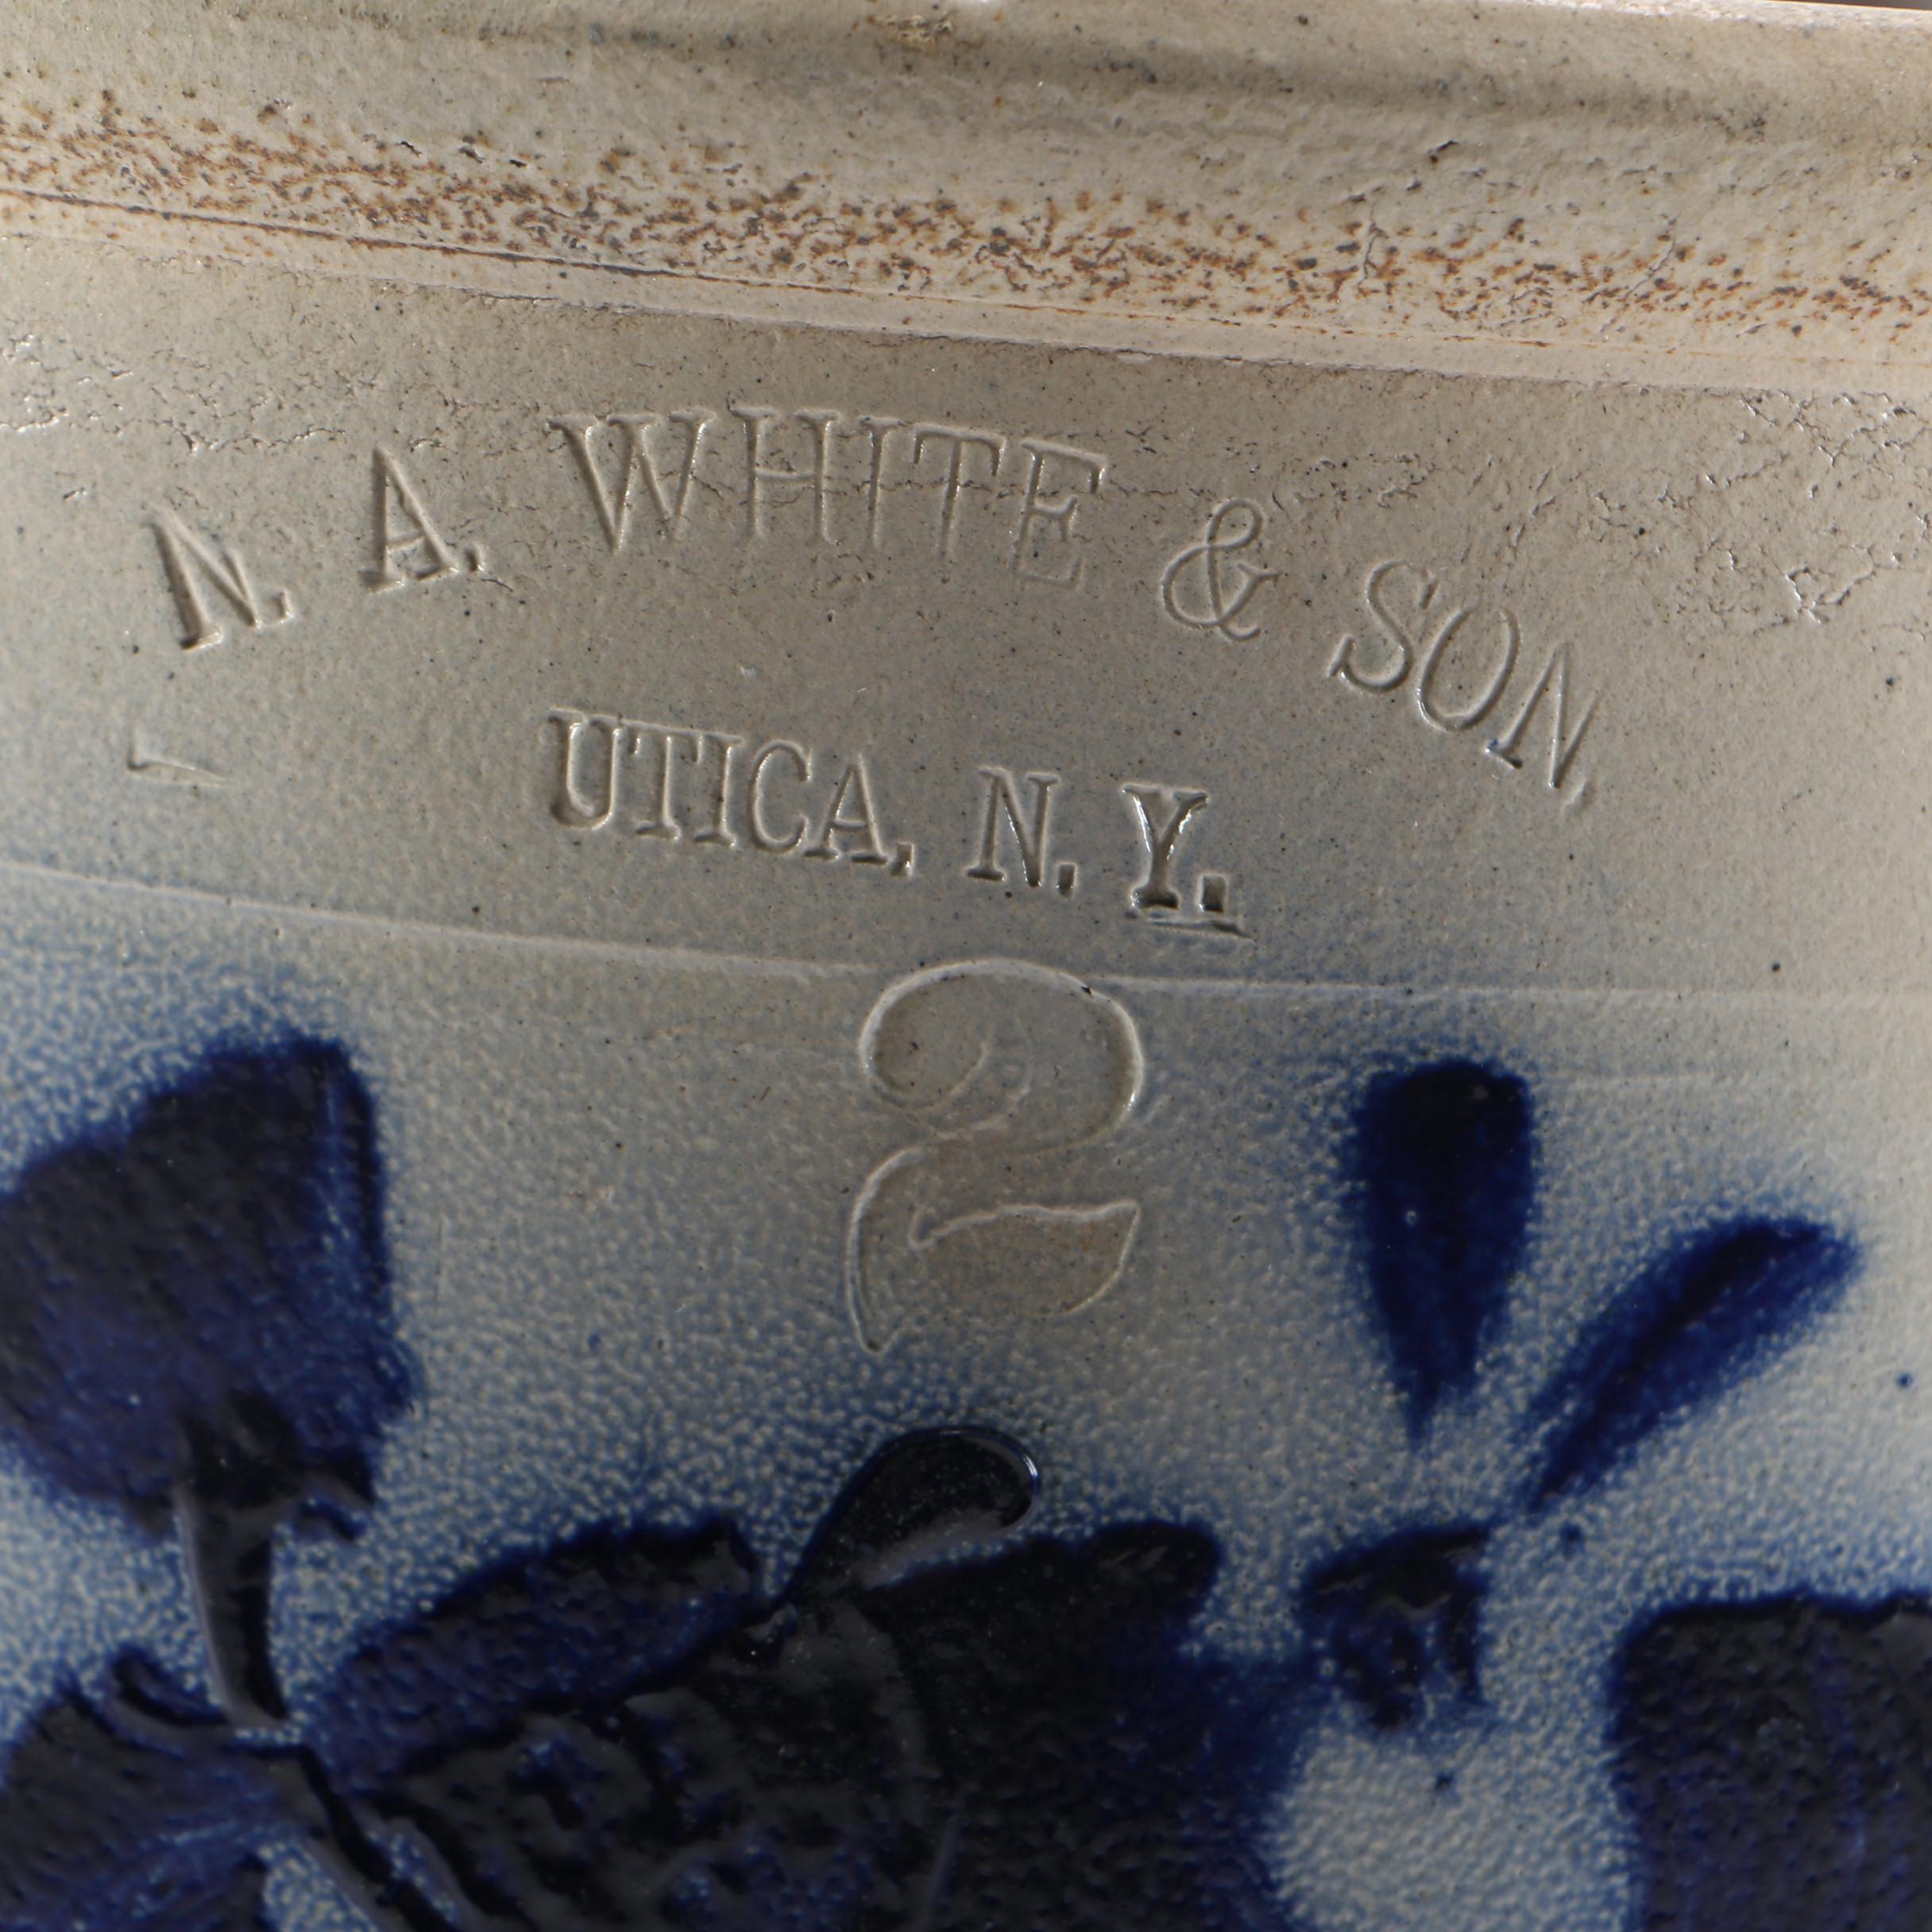 N. A. WHITE & SON,
UTICA, N. Y.
2